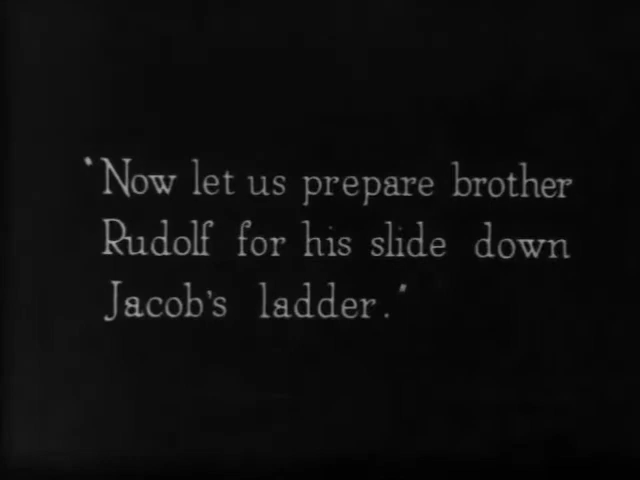 "Now let us prepare brother
Rudolf for his slide down
Jacob's ladder."